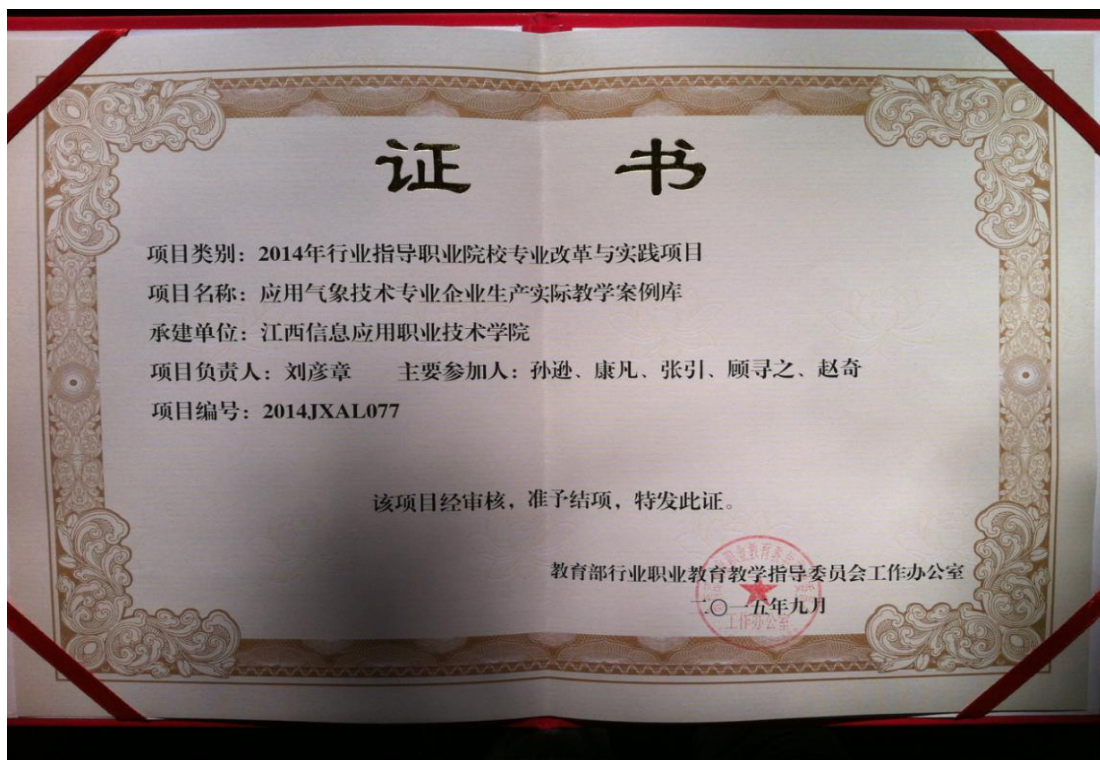 证 书
项目类别：2014年行业指导职业院校专业改革与实践项目
项目名称：应用气象技术专业企业生产实际教学案例库
承建单位：江西信息应用职业技术学院
项目负责人：刘彦章 主要参加人：孙逊、康凡、张引、顾寻之、赵奇
项目编号：2014JXAL077
该项目经审核，准予结项，特发此证。
教育部行业职业教育教学指导委员会工作办公室
二〇一五年九月
工作办公室